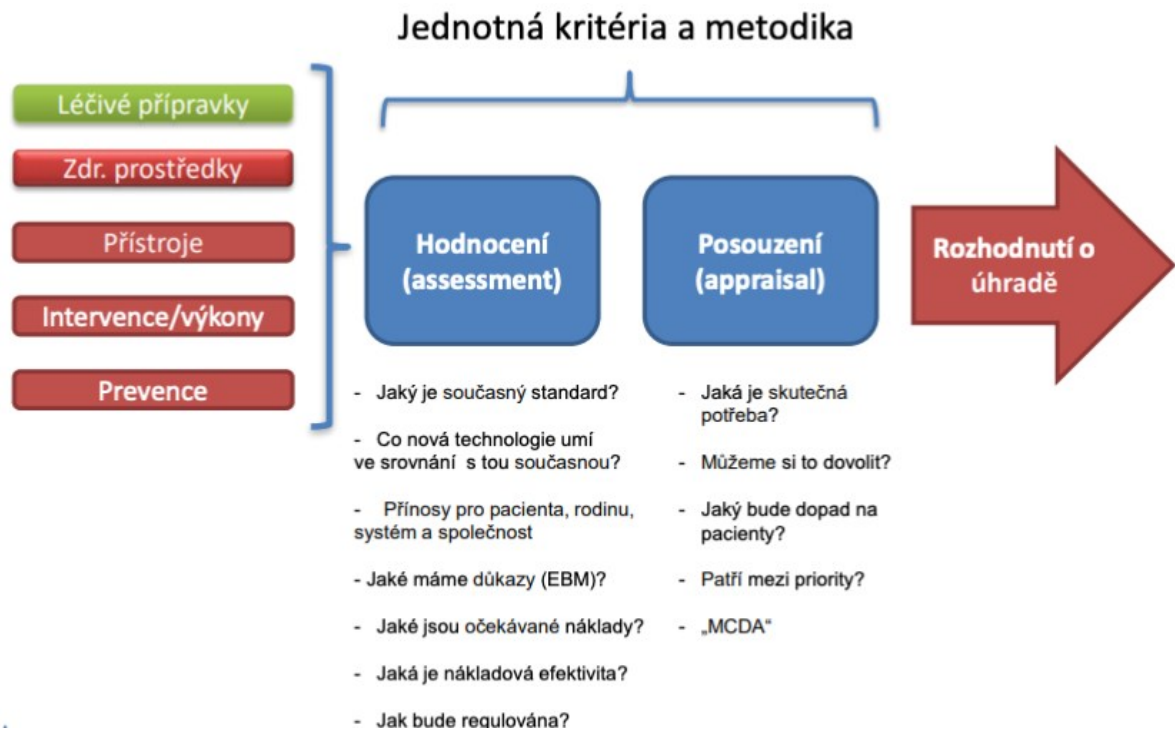 Jednotná kritéria a metodika
Léčivé přípravky
Zdr. prostředky
Přístroje
Intervence/výkony
Prevence
Hodnocení
(assessment)
- Jaký je současný standard?
- Co nová technologie umí
ve srovnání s tou současnou?
- Přínosy pro pacienta, rodinu,
systém a společnost
- Jaké máme důkazy (EBM)?
- Jaké jsou očekávané náklady?
- Jaká je nákladová efektivita?
- Jak bude regulována?
Posouzení
(appraisal)
- Jaká je skutečná
potřeba?
- Můžeme si to dovolit?
- Jaký bude dopad na
pacienty?
- Patří mezi priority?
- „MCDA“
Rozhodnutí o
úhradě